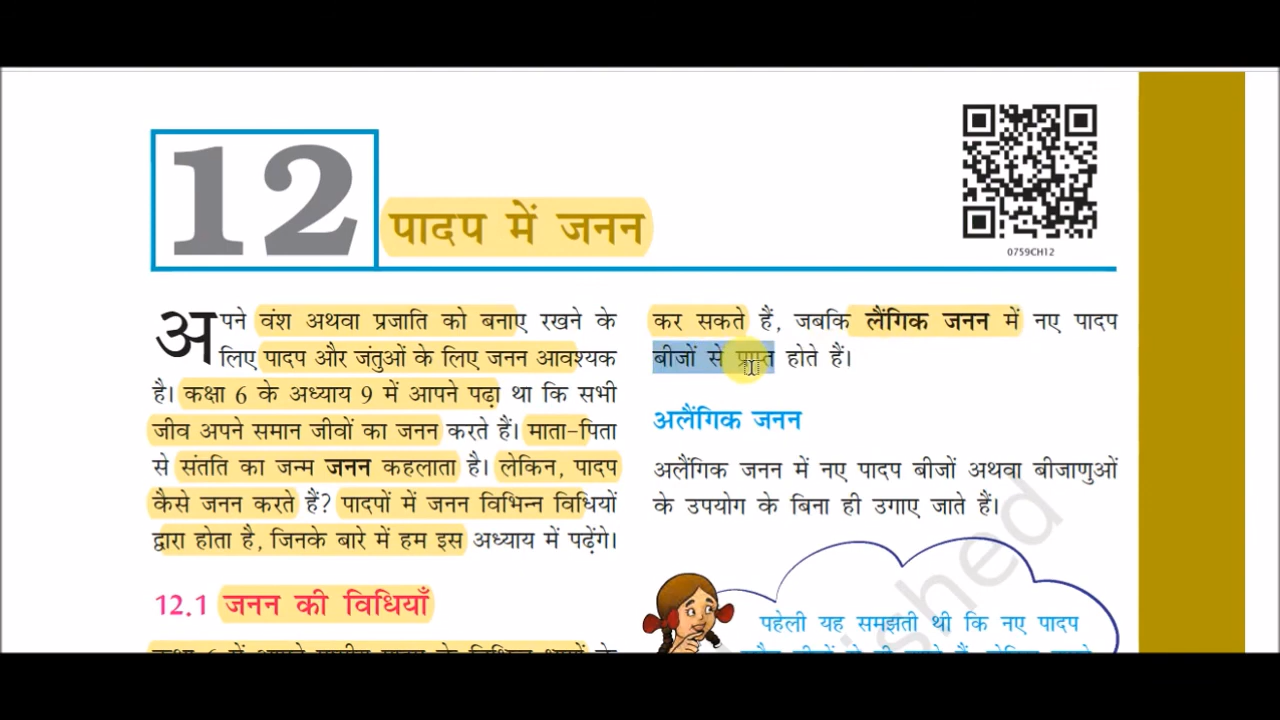 12
पादप में जनन
0759CH12
अपने वंश अथवा प्रजाति को बनाए रखने के
लिए पादप और जंतुओं के लिए जनन आवश्यक
है। कक्षा 6 के अध्याय 9 में आपने पढ़ा था कि सभी
जीव अपने समान जीवों का जनन करते हैं। माता-पिता
से संतति का जन्म जनन कहलाता है। लेकिन, पादप
कैसे जनन करते हैं? पादपों में जनन विभिन्न विधियों
द्वारा होता है, जिनके बारे में हम इस अध्याय में पढ़ेंगे।
12.1 जनन की विधियाँ
कर सकते हैं, जबकि लैंगिक जनन में नए पादप
बीजों से प्राप्त होते हैं।
अलैंगिक जनन
अलैंगिक जनन में नए पादप बीजों अथवा बीजाणुओं
के उपयोग के बिना ही उगाए जाते हैं।
पहेली यह समझती थी कि नए पादप